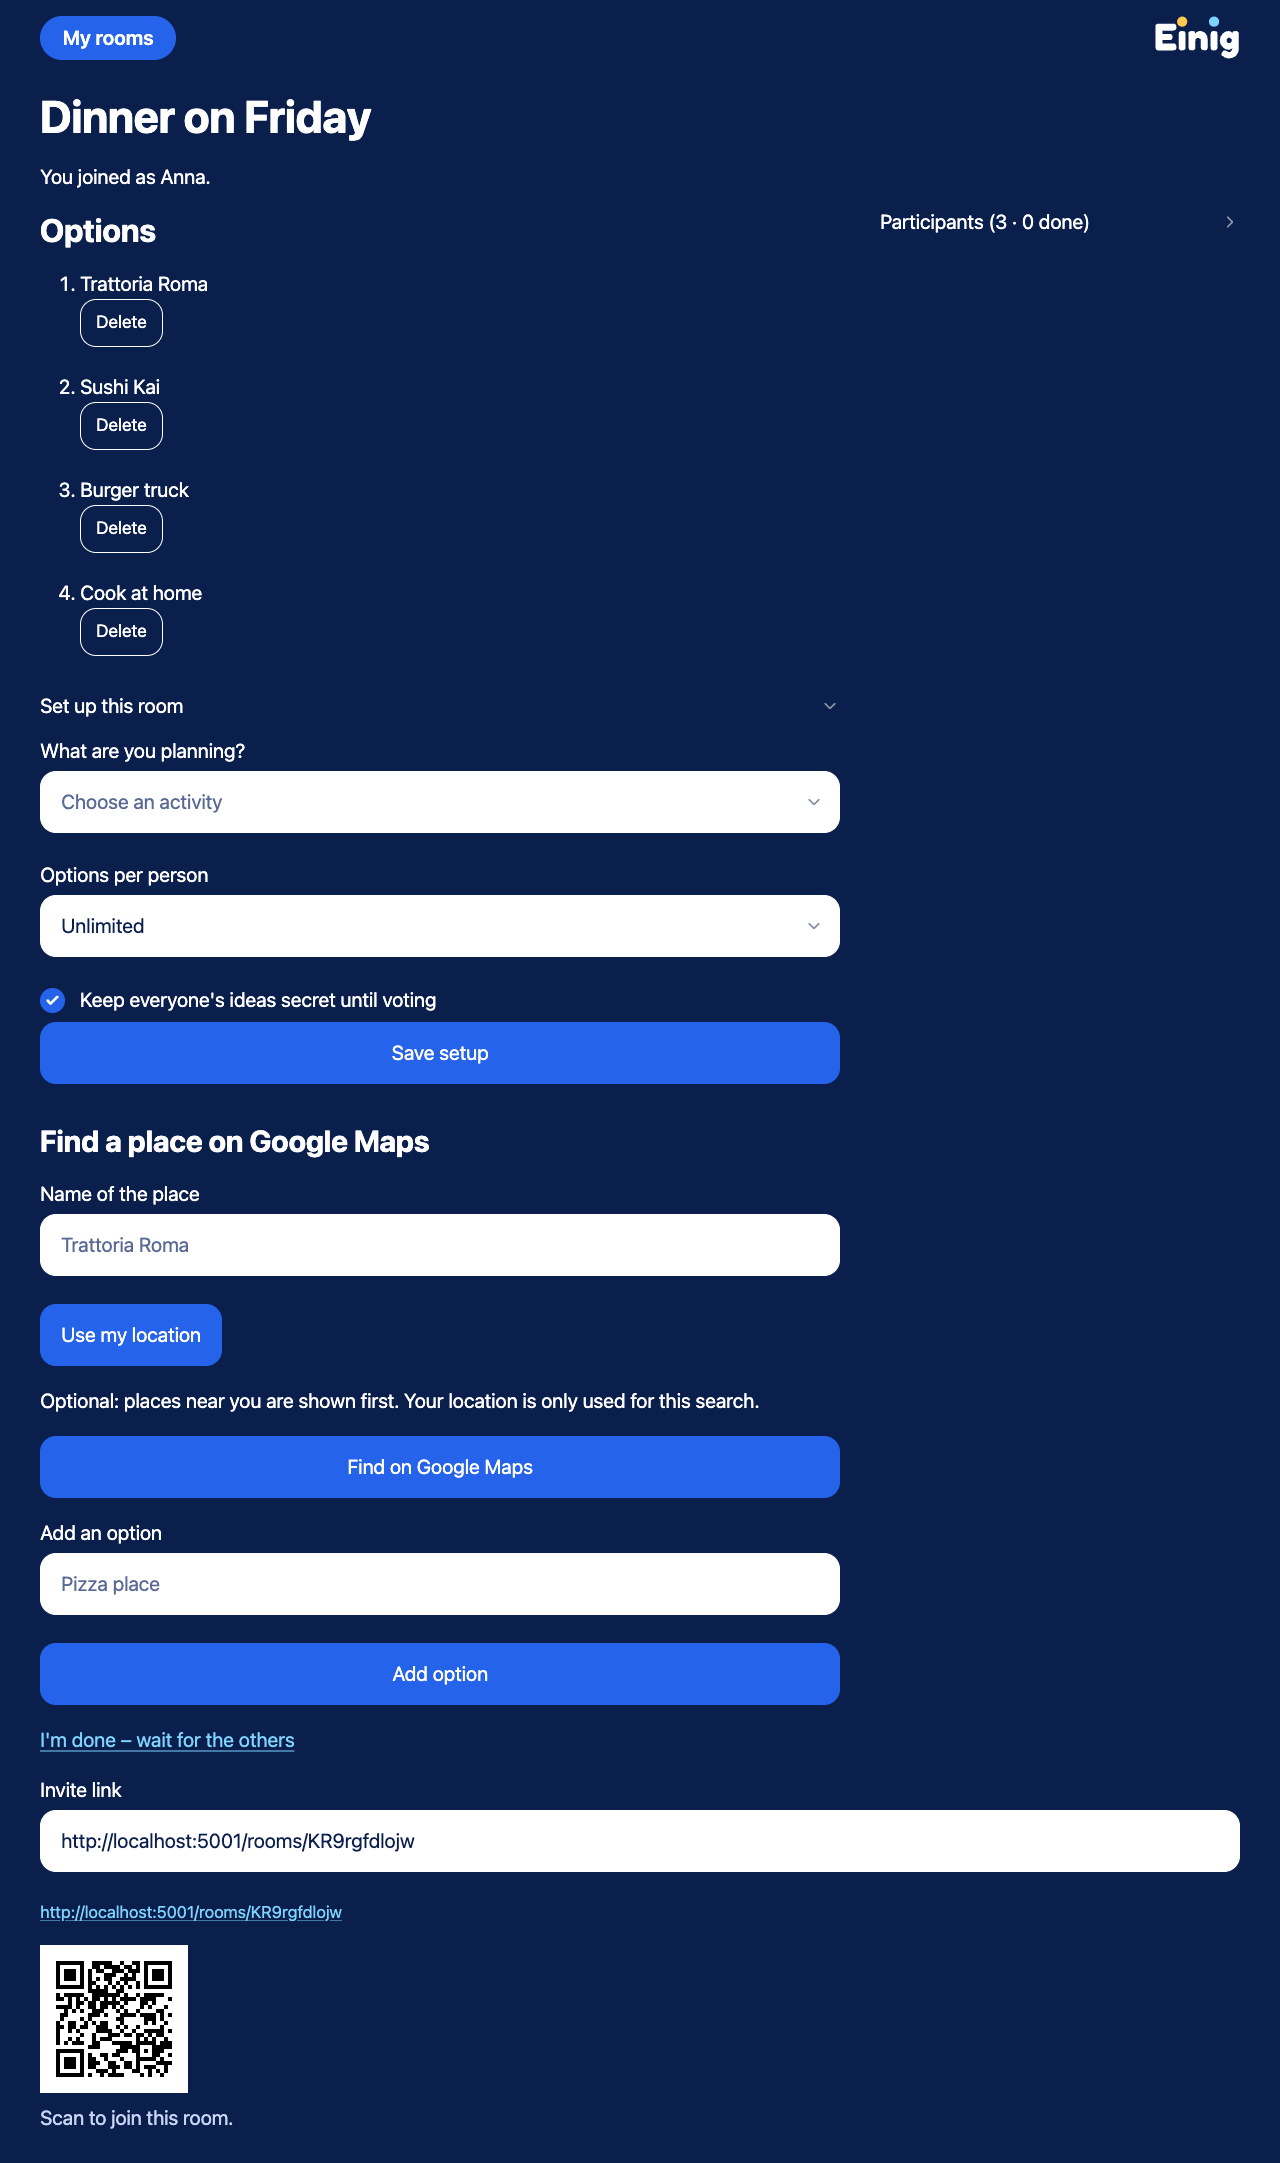 My rooms
Einig
Dinner on Friday
You joined as Anna.
Options
Participants (3 · 0 done)
1. Trattoria Roma
Delete
2. Sushi Kai
Delete
3. Burger truck
Delete
4. Cook at home
Delete
Set up this room
What are you planning?
Choose an activity
Options per person
Unlimited
Keep everyone's ideas secret until voting
Save setup
Find a place on Google Maps
Name of the place
Trattoria Roma
Use my location
Optional: places near you are shown first. Your location is only used for this search.
Find on Google Maps
Add an option
Pizza place
Add option
I'm done – wait for the others
Invite link
http://localhost:5001/rooms/KR9rgfdlojw
http://localhost:5001/rooms/KR9rgfdlojw
Scan to join this room.